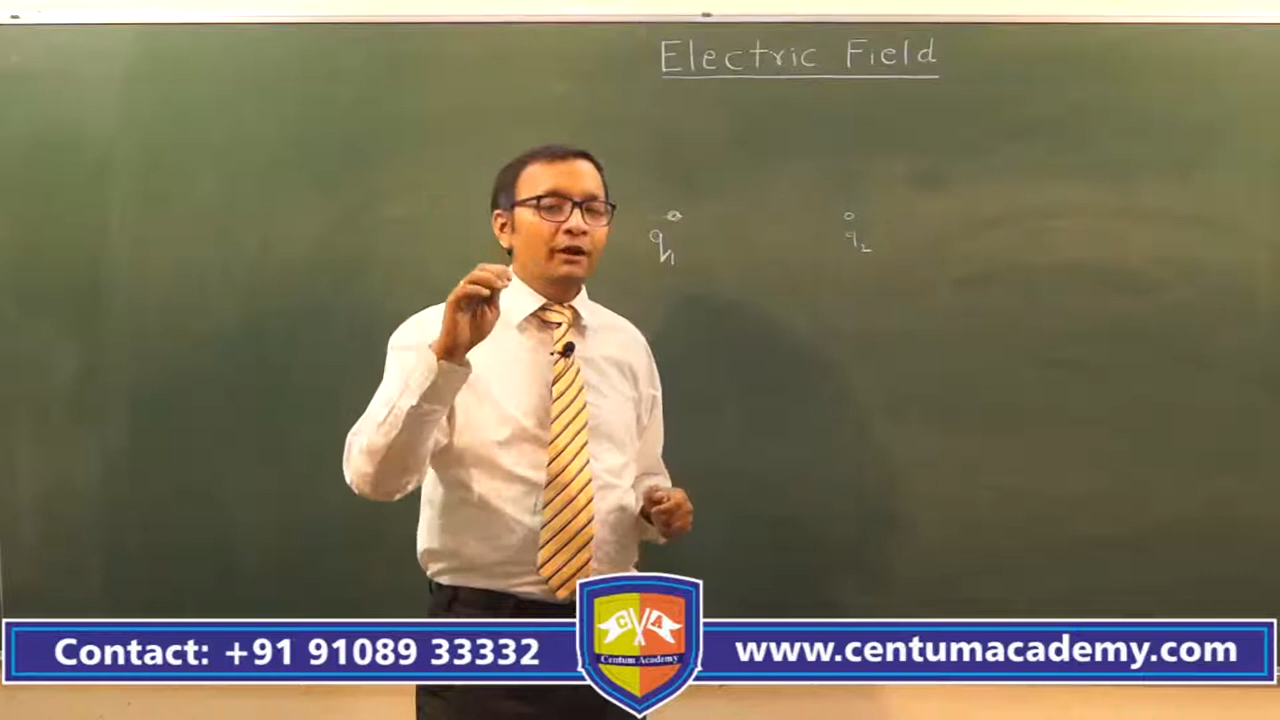 Electric Field
q₁
q₂
Contact: +91 91089 33332
C A
Centum Academy
www.centumacademy.com